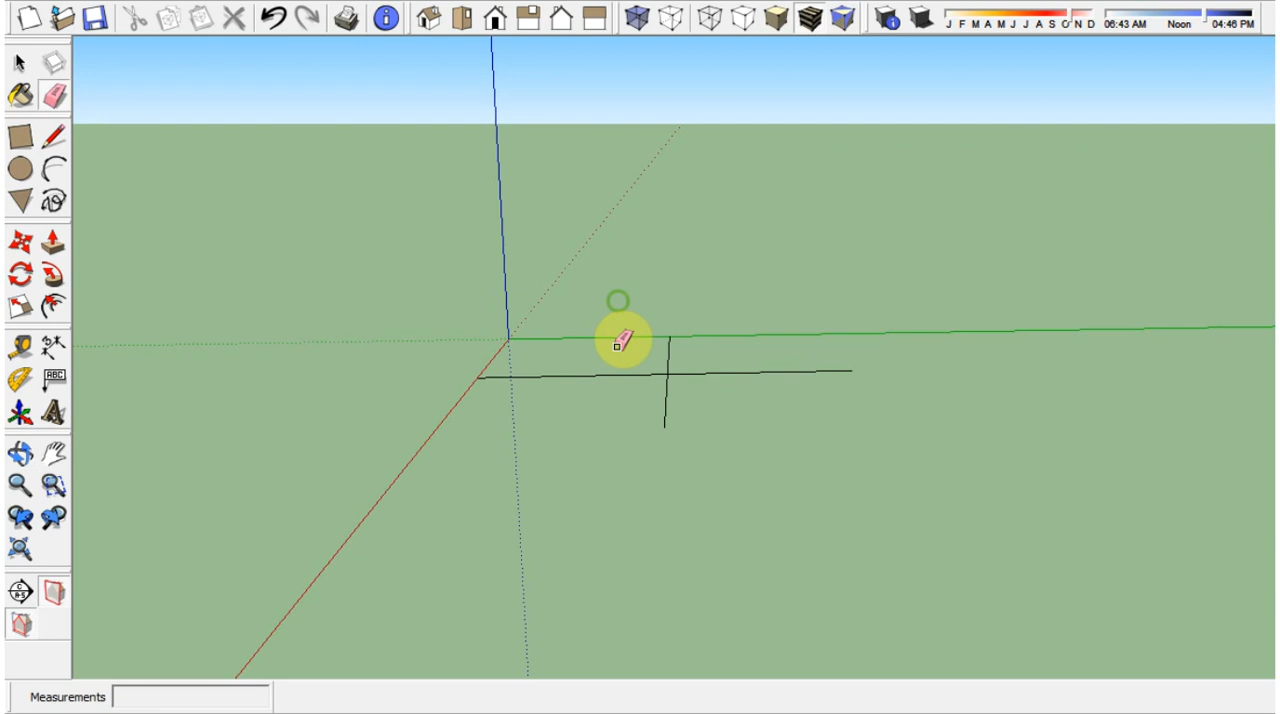 J F M A M J J A S O N D 06:43 AM Noon 04:46 PM
ABC
A
C
A-S
Measurements